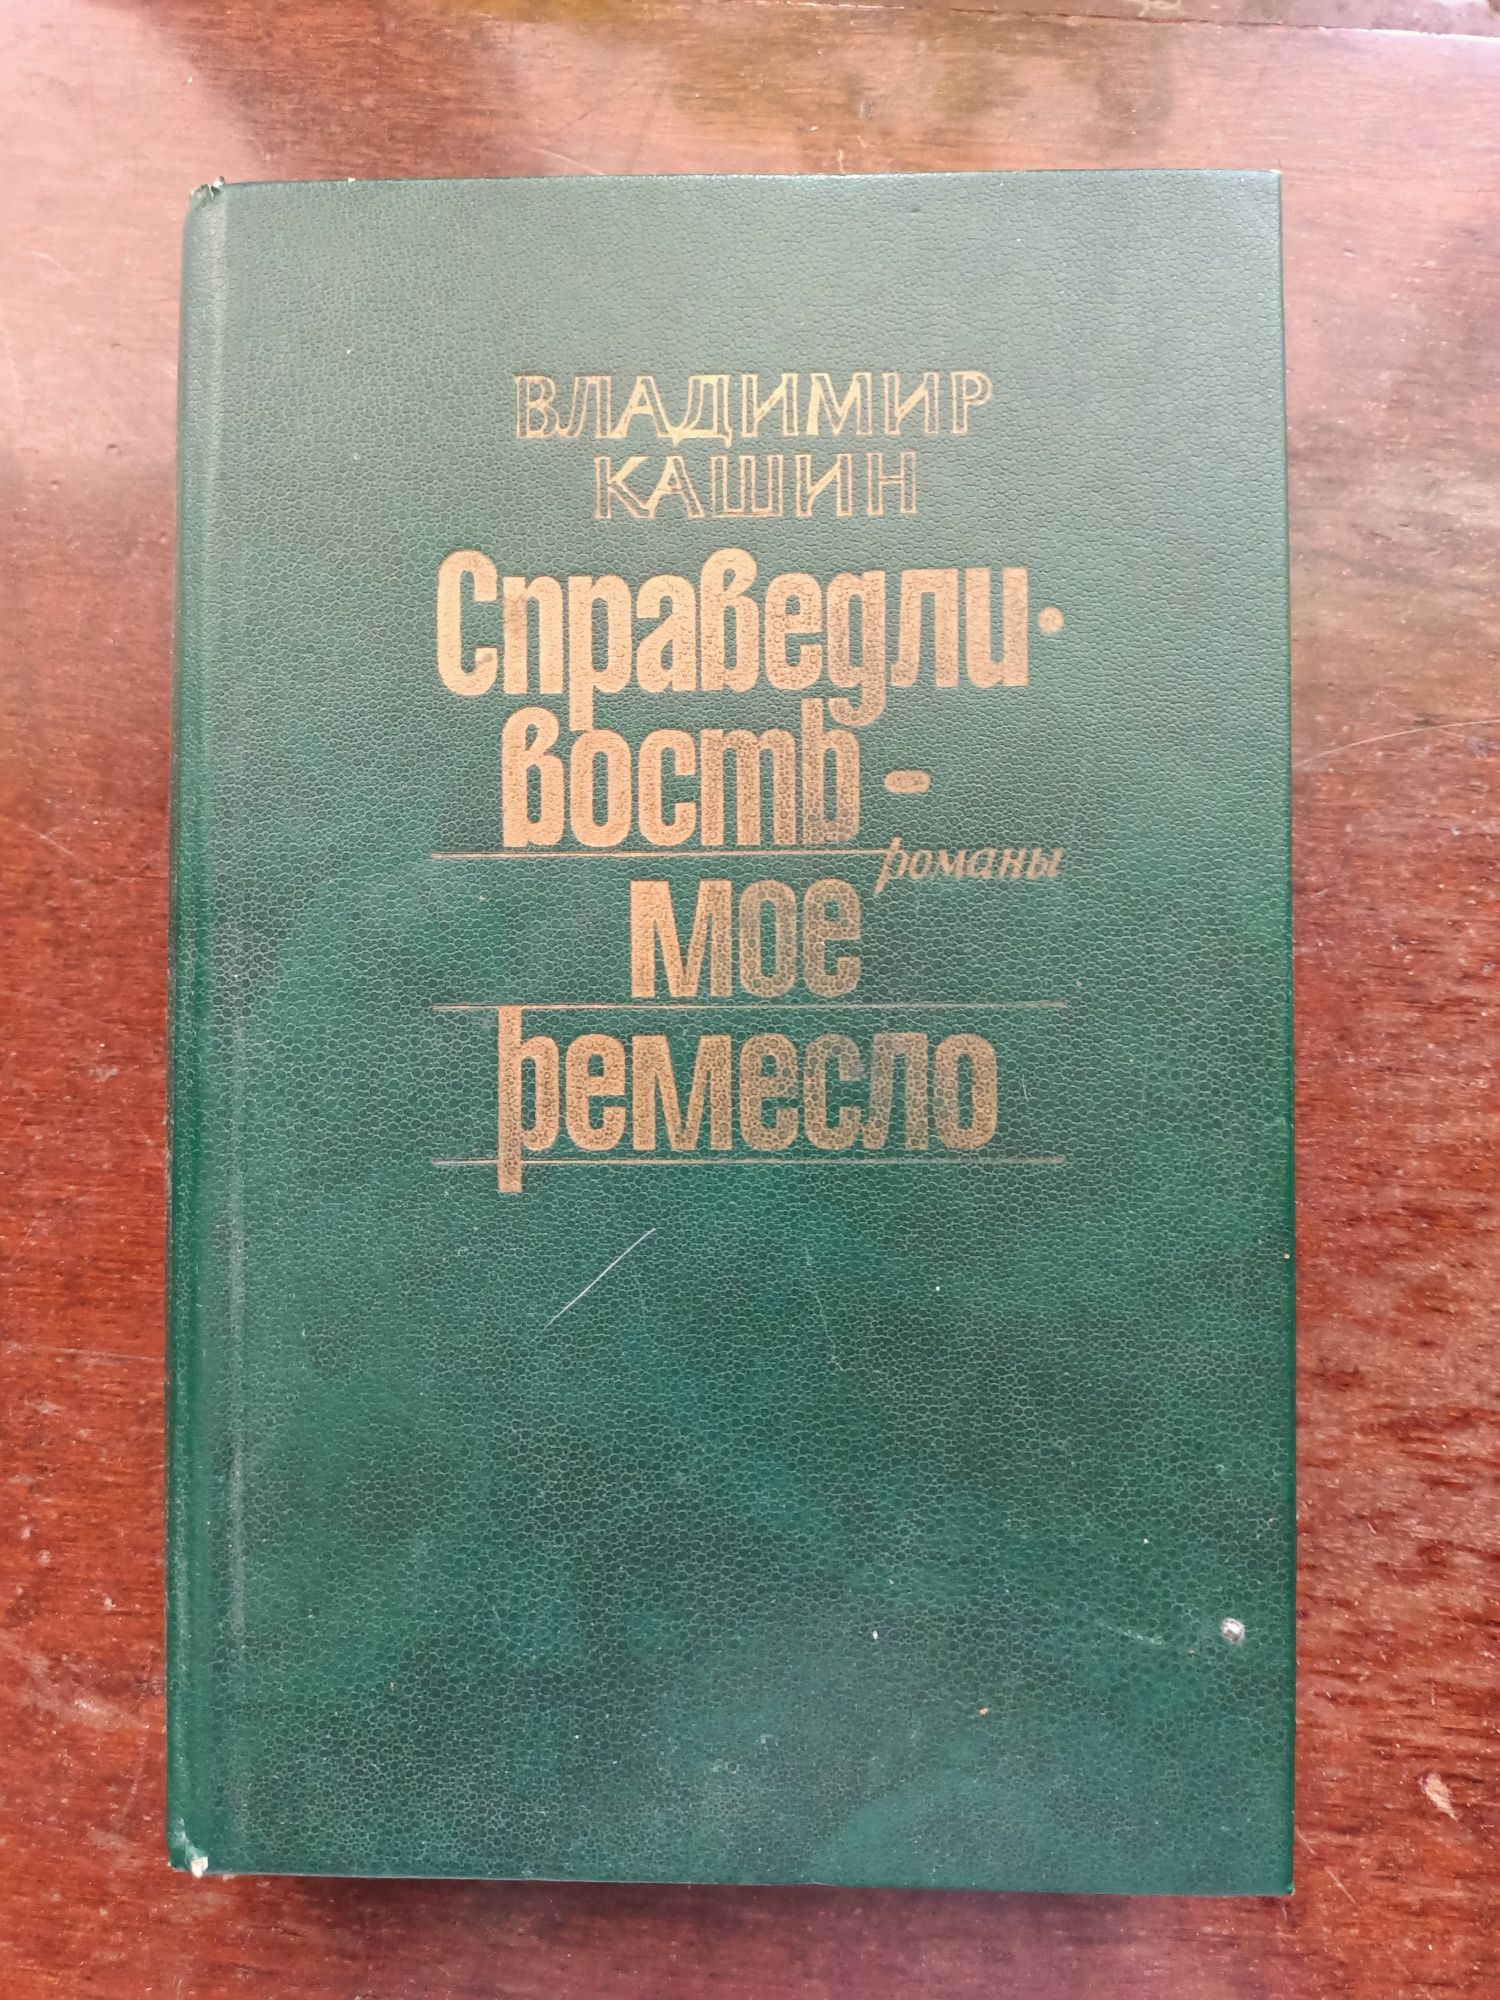 ВЛАДИМИР
КАШИН
Справедли-
вость -
романы
мое
ремесло